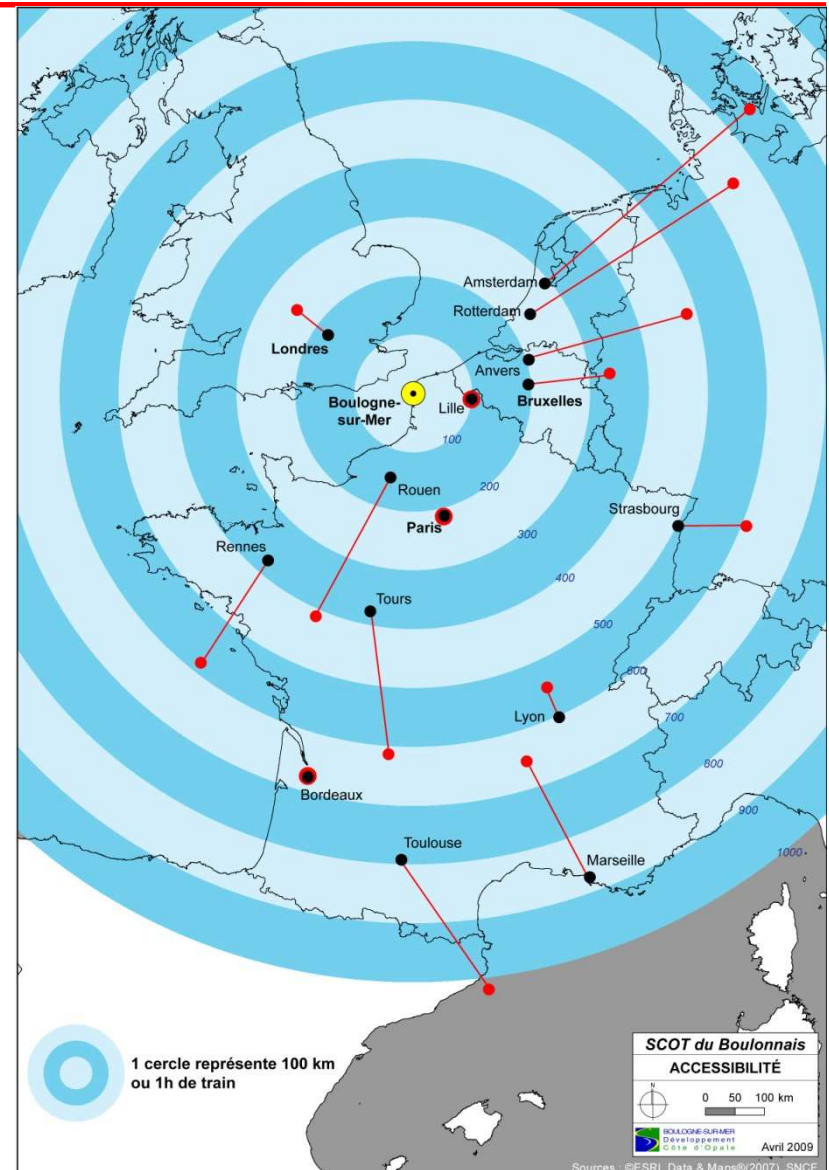 Amsterdam
Rotterdam
Londres
Anvers
Boulogne-
sur-Mer
Lille
Bruxelles
100
Rouen
200
Strasbourg
Paris
300
Rennes
400
Tours
500
600
Lyon
700
800
Bordeaux
900
Toulouse
Marseille
1000
1 cercle représente 100 km
ou 1h de train
SCOT du Boulonnais
ACCESSIBILITÉ
N
0 50 100 km
BOULOGNE-SUR-MER
Développement
Côte d'Opale
Avril 2009
Sources : ©ESRI, Data & Maps®(2007), SNCF